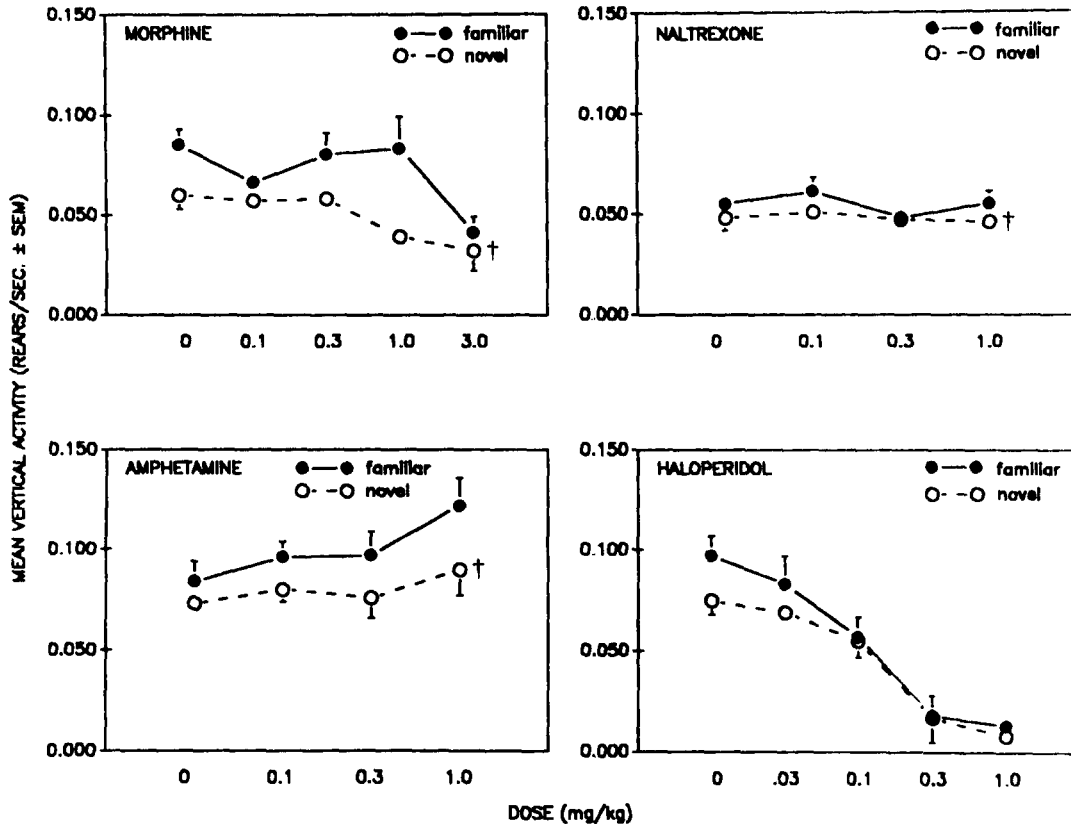 MEAN VERTICAL ACTIVITY (REARS/SEC. ± SEM)
MORPHINE
familiar
novel
0.150
0.100
0.050
0.000
0 0.1 0.3 1.0 3.0
†
NALTREXONE
familiar
novel
0.150
0.100
0.050
0.000
0 0.1 0.3 1.0
†
AMPHETAMINE
familiar
novel
0.150
0.100
0.050
0.000
0 0.1 0.3 1.0
†
HALOPERIDOL
familiar
novel
0.150
0.100
0.050
0.000
0 .03 0.1 0.3 1.0
DOSE (mg/kg)